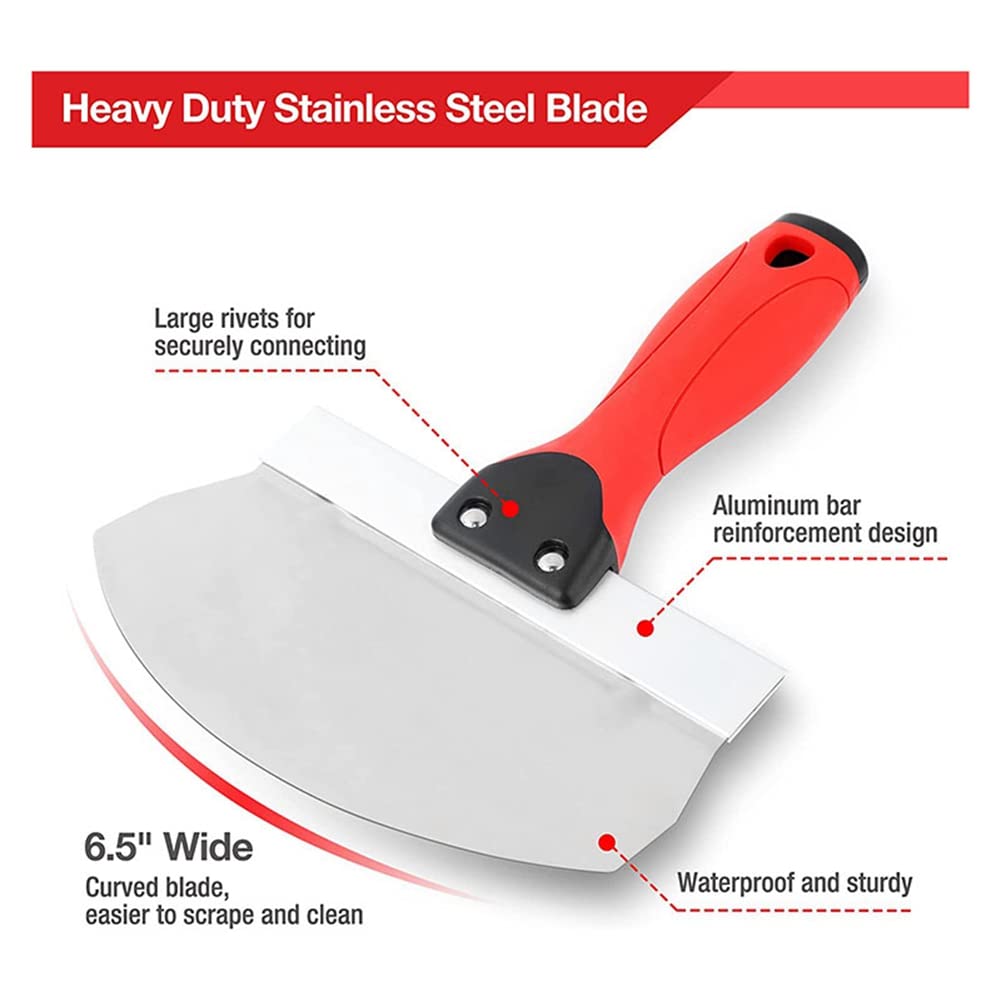 Heavy Duty Stainless Steel Blade
Large rivets for
securely connecting
Aluminum bar
reinforcement design
6.5" Wide
Curved blade,
easier to scrape and clean
Waterproof and sturdy